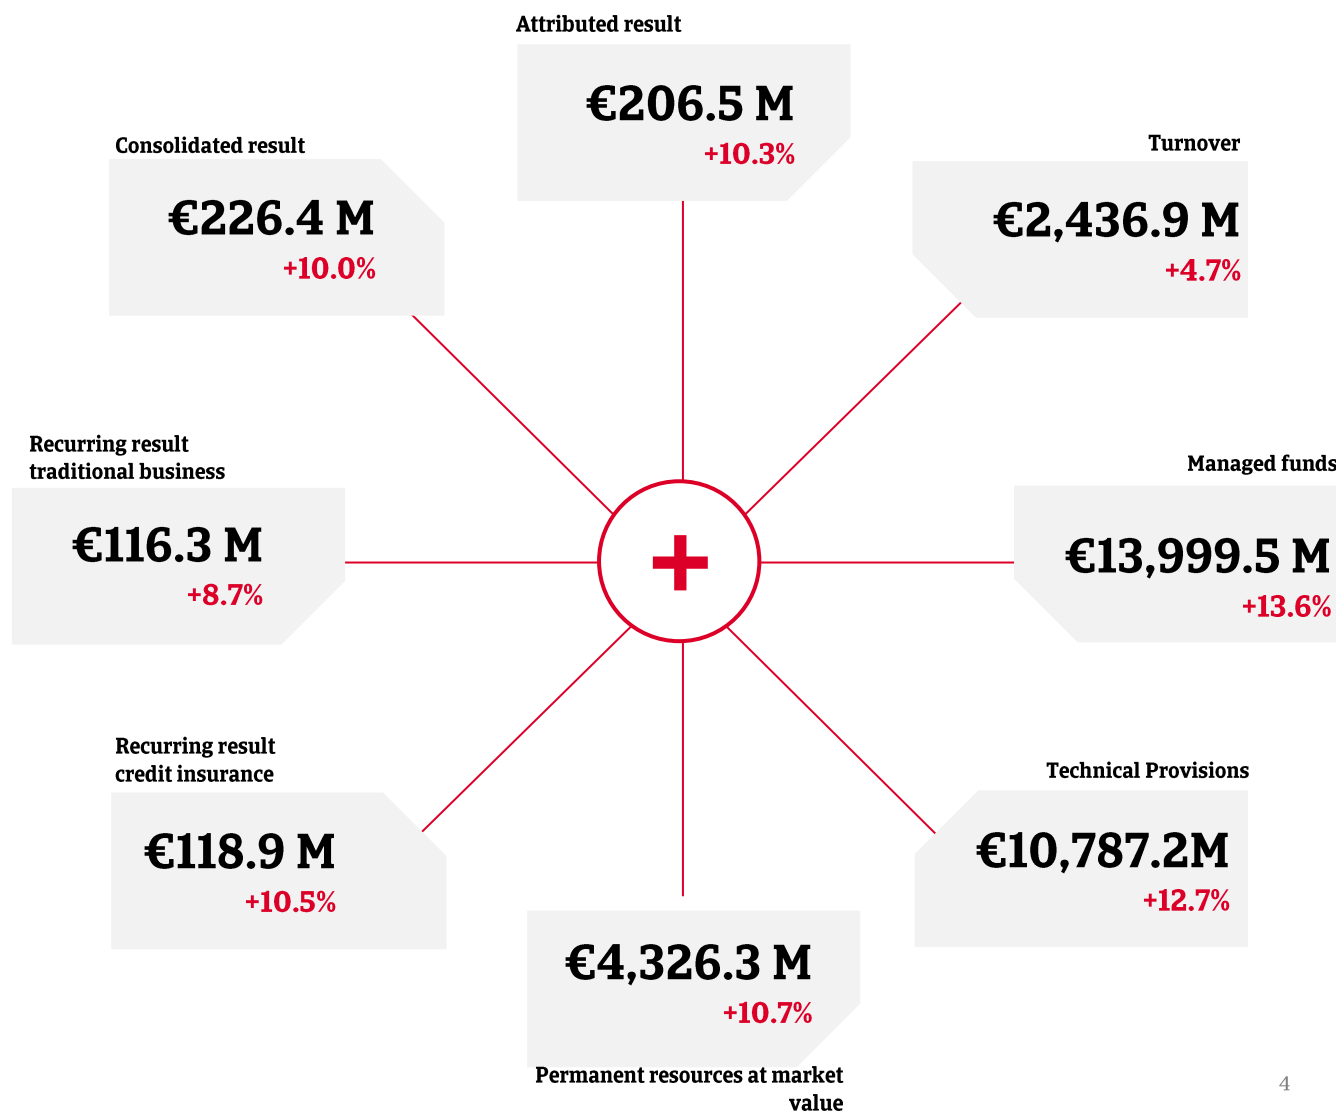 Attributed result
€206.5 M
+10.3%
Consolidated result
€226.4 M
+10.0%
Turnover
€2,436.9 M
+4.7%
Recurring result
traditional business
€116.3 M
+8.7%
Managed funds
€13,999.5 M
+13.6%
+
Recurring result
credit insurance
€118.9 M
+10.5%
Technical Provisions
€10,787.2M
+12.7%
€4,326.3 M
+10.7%
Permanent resources at market
value
4